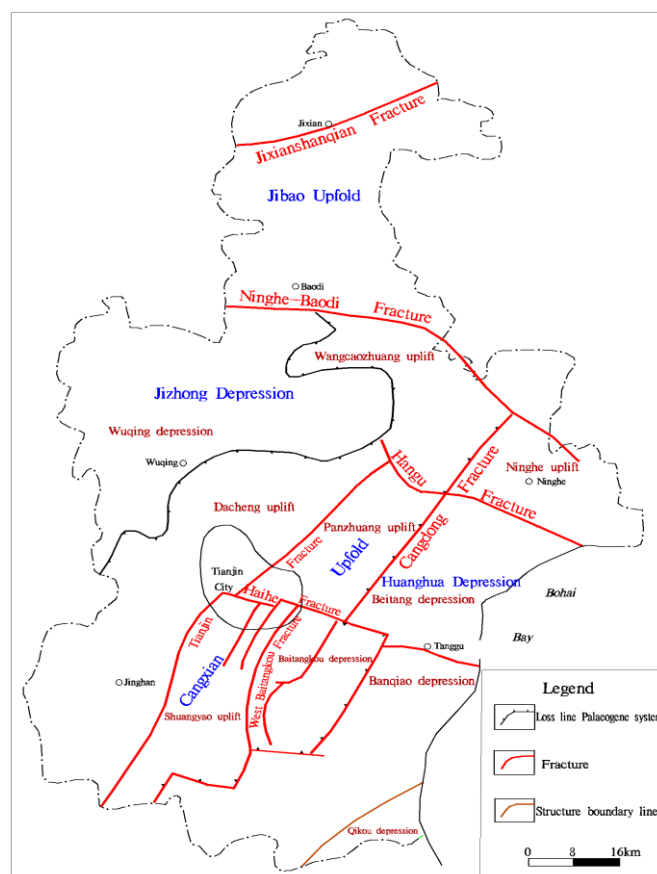 Jixian
Jixianshanqian Fracture
Jibao Upfold
Baodi
Ninghe-Baodi Fracture
Wangcaozhuang uplift
Jizhong Depression
Wuqing depression
Wuqing
Hangu Fracture
Ninghe uplift
Ninghe
Dacheng uplift
Panzhuang uplift
Cangdong Fracture
Tianjin Fracture
Upfold
Huanghua Depression
Beitang depression
Bohai
Bay
Tianjin
City
Haihe Fracture
Tanggu
Baitangkou depression
Banqiao depression
Jinghan
Cangxian
West Baitangkou Fracture
Shuangyao uplift
Qikou depression
Legend
Loss line Palaeogene system
Fracture
Structure boundary line
0 8 16km